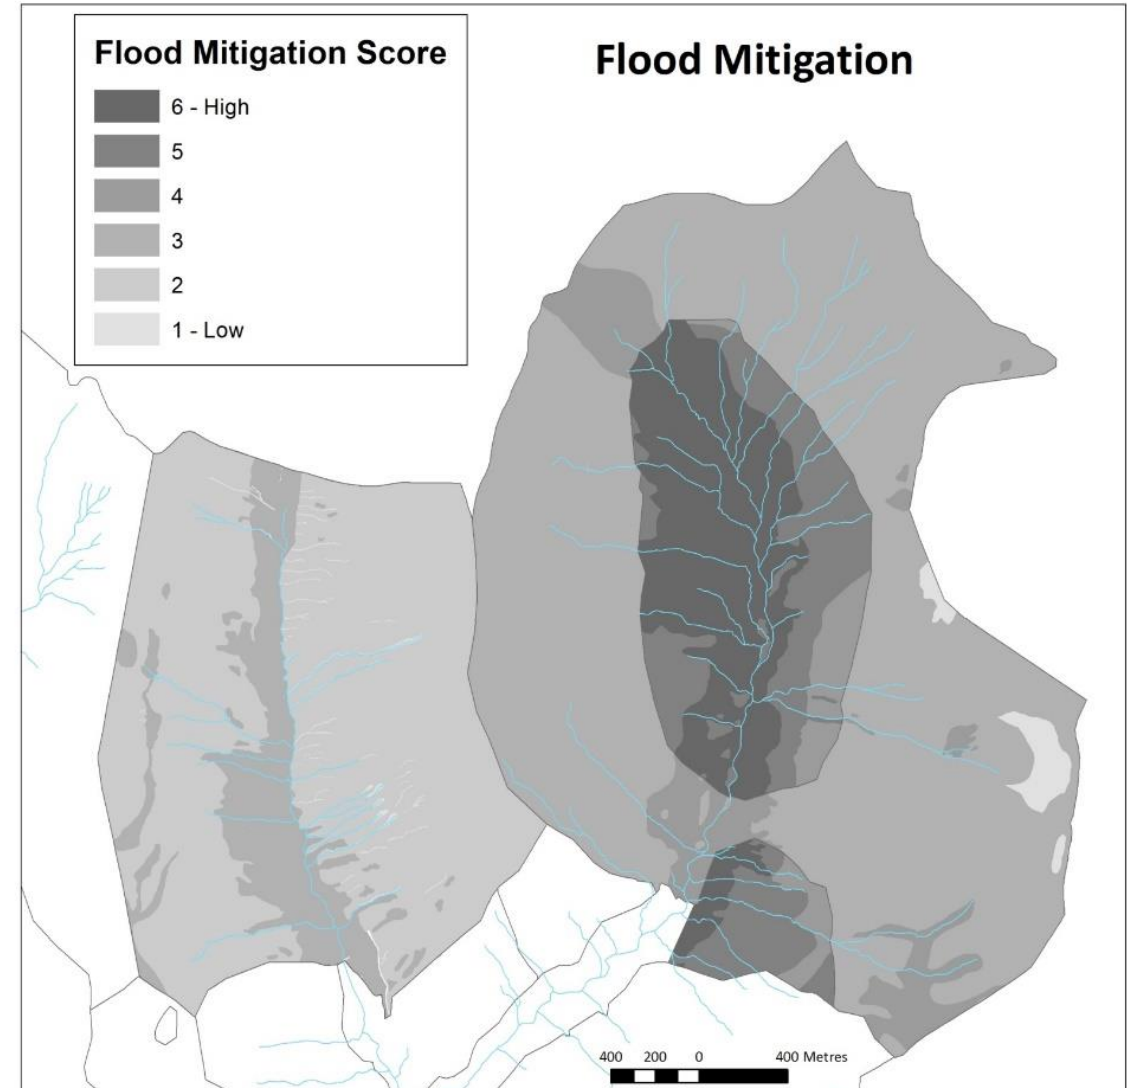 Flood Mitigation Score
6 - High
5
4
3
2
1 - Low
Flood Mitigation
400 200 0 400 Metres